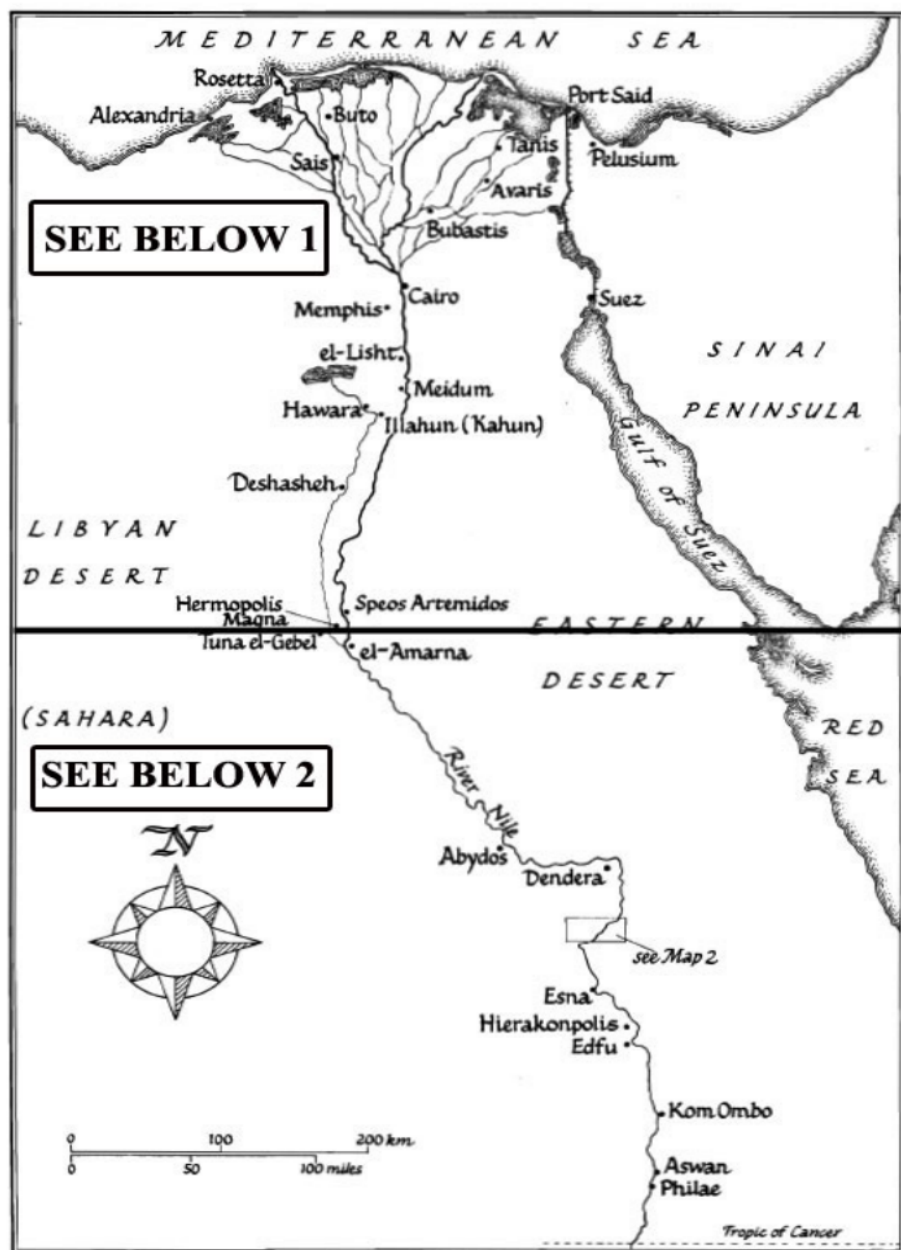 MEDITERRANEAN SEA
Rosetta
Port Said
Alexandria
Buto
Tanis
Pelusium
Sais
Avaris
SEE BELOW 1
Bubastis
Cairo
Suez
Memphis
SINAI
PENINSULA
el-Lisht
Meidum
Hawara
Illahun (Kahun)
Gulf of Suez
Deshasheh
LIBYAN
DESERT
Hermopolis
Magna
Speos Artemidos
Tuna el-Gebel
EASTERN
DESERT
el-Amarna
(SAHARA)
RED
SEA
SEE BELOW 2
River Nile
N
Abydos
Dendera
see Map 2
Esna
Hierakonpolis
Edfu
Kom Ombo
0 100 200 km
0 50 100 miles
Aswan
Philae
Tropic of Cancer